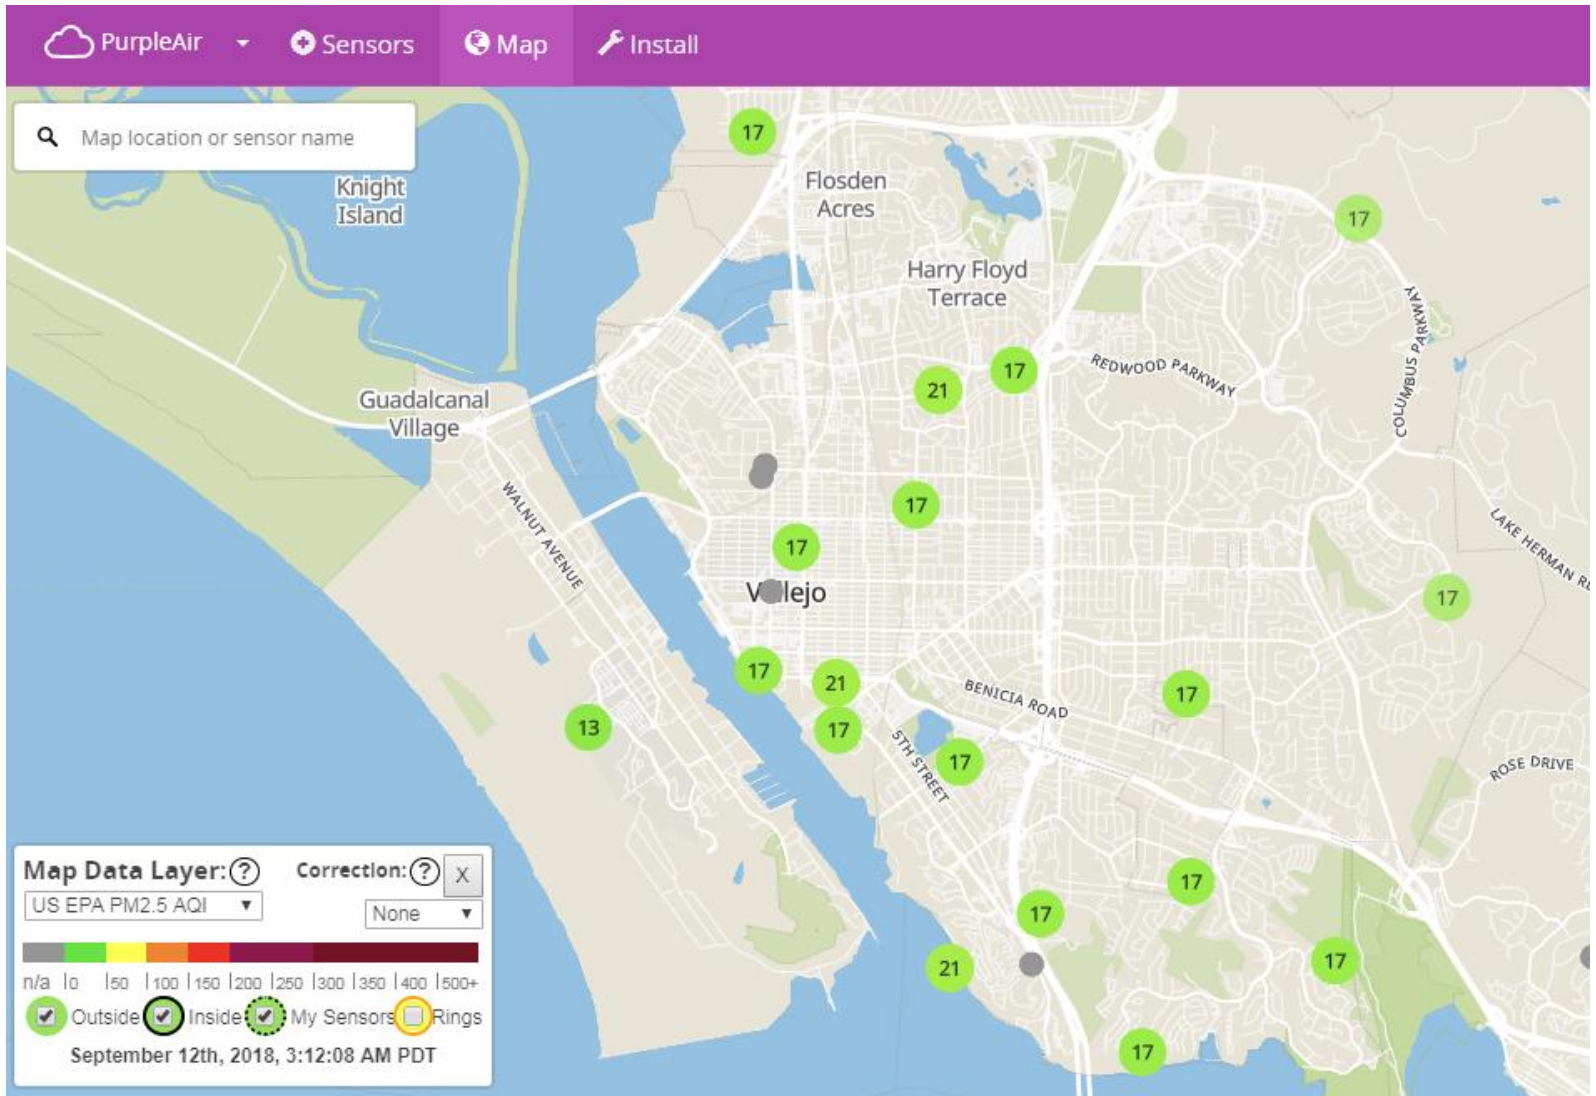 PurpleAir
Sensors
Map
Install
Map location or sensor name
17
Knight
Island
Flosden
Acres
17
Harry Floyd
Terrace
COLUMBUS PARKWAY
REDWOOD PARKWAY
17
21
Guadalcanal
Village
WALNUT AVENUE
17
LAKE HERMAN
17
Vallejo
17
17
21
BENICIA ROAD
17
13
17
5TH STREET
17
ROSE DRIVE
17
17
21
17
17
Map Data Layer: ?
Correction: ?
X
US EPA PM2.5 AQI
None
n/a 0 50 100 150 200 250 300 350 400 500+
Outside Inside My Sensors Rings
September 12th, 2018, 3:12:08 AM PDT